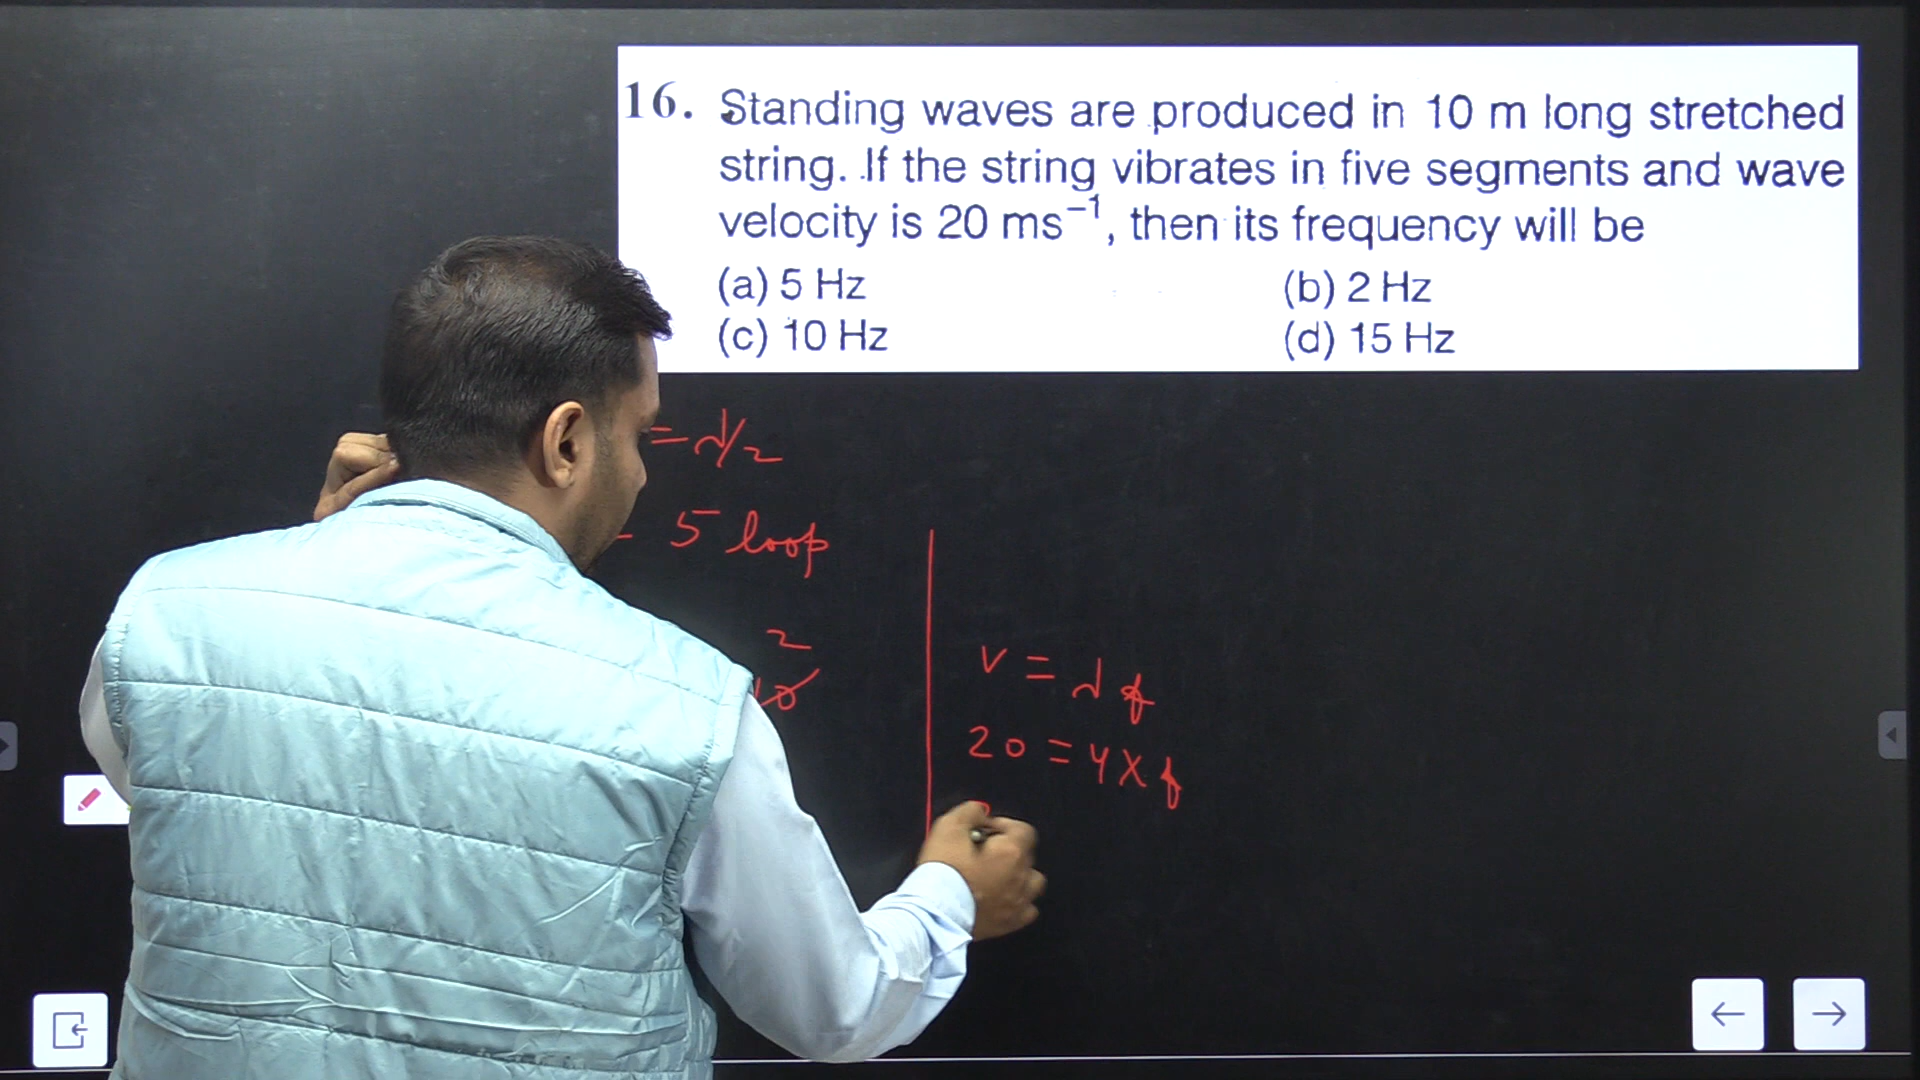 16. Standing waves are produced in 10 m long stretched
string. If the string vibrates in five segments and wave
velocity is 20 ms⁻¹, then its frequency will be
(a) 5 Hz (b) 2 Hz
(c) 10 Hz (d) 15 Hz
= λ/2
- 5 loop
2
10
v = λ f
20 = 4 × f